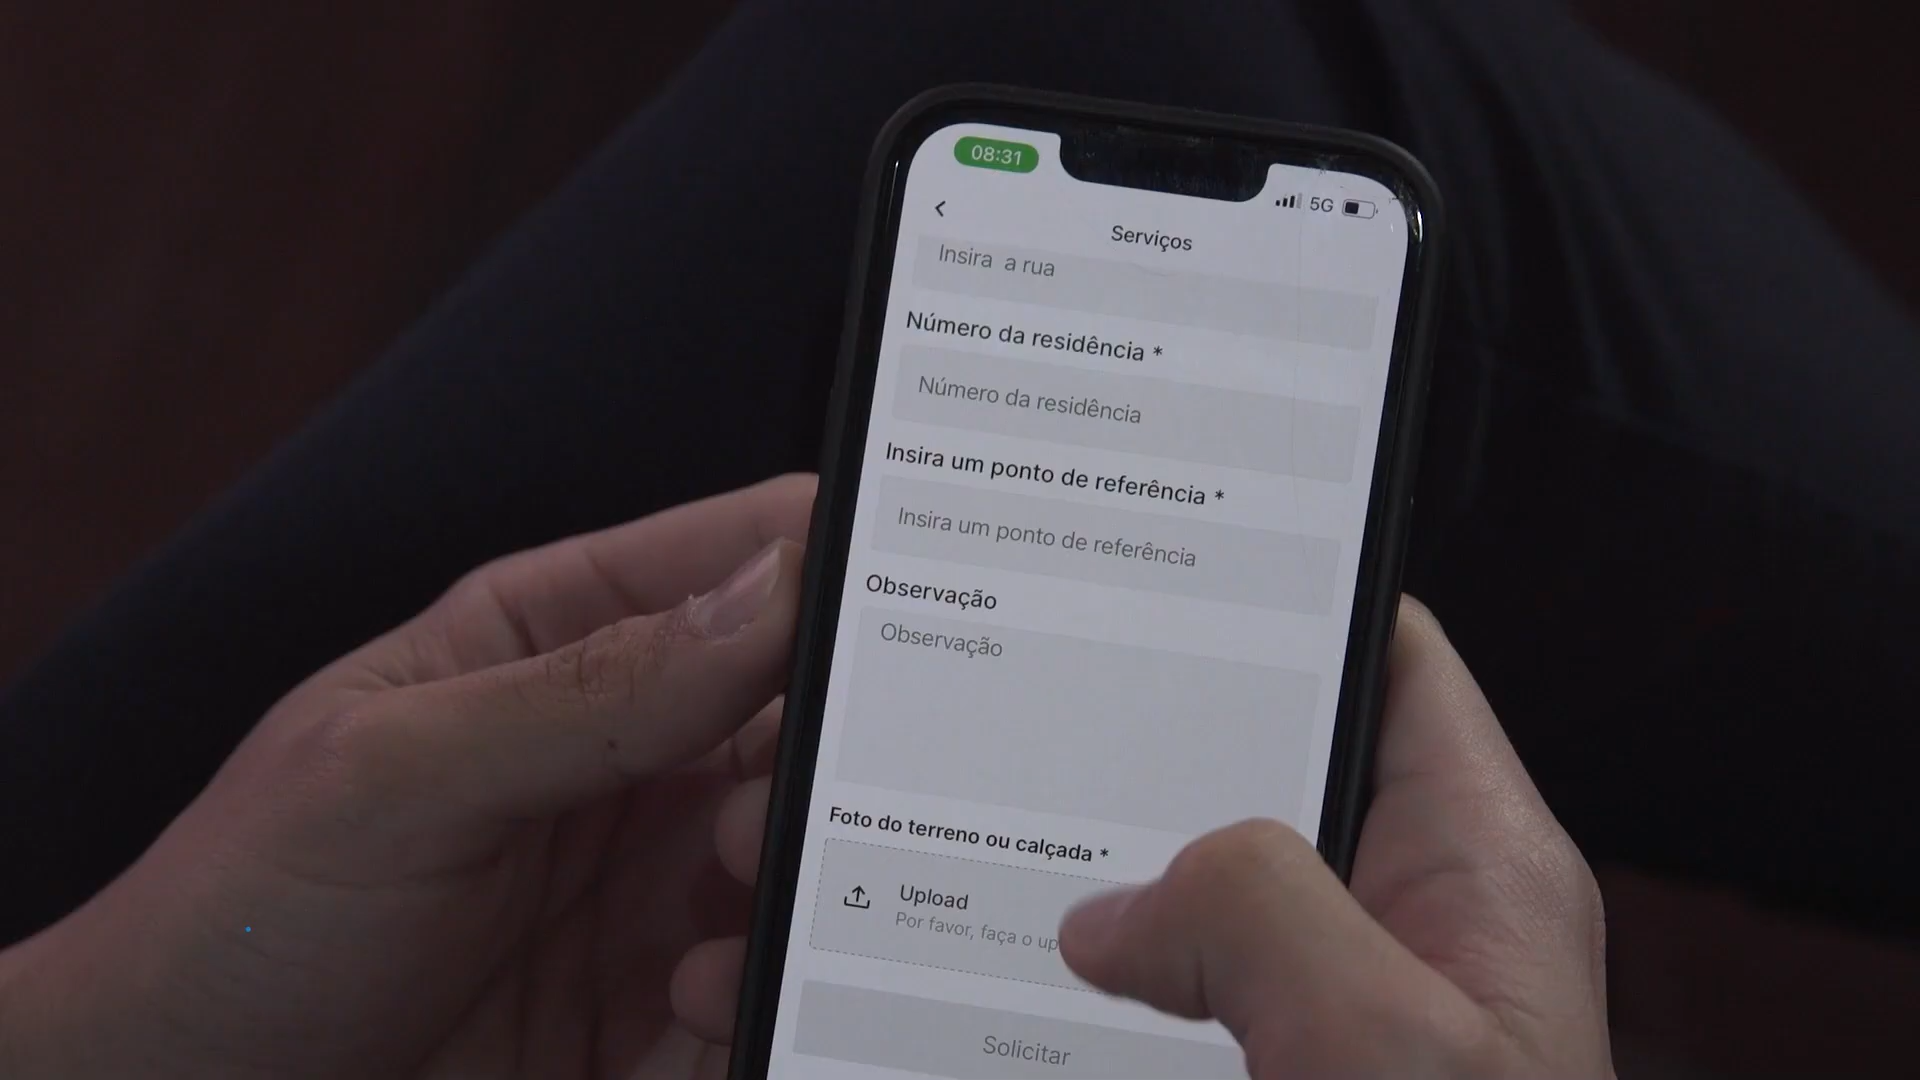 08:31
5G
Serviços
Insira a rua
Número da residência *
Número da residência
Insira um ponto de referência *
Insira um ponto de referência
Observação
Observação
Foto do terreno ou calçada *
Upload
Por favor, faça o up
Solicitar